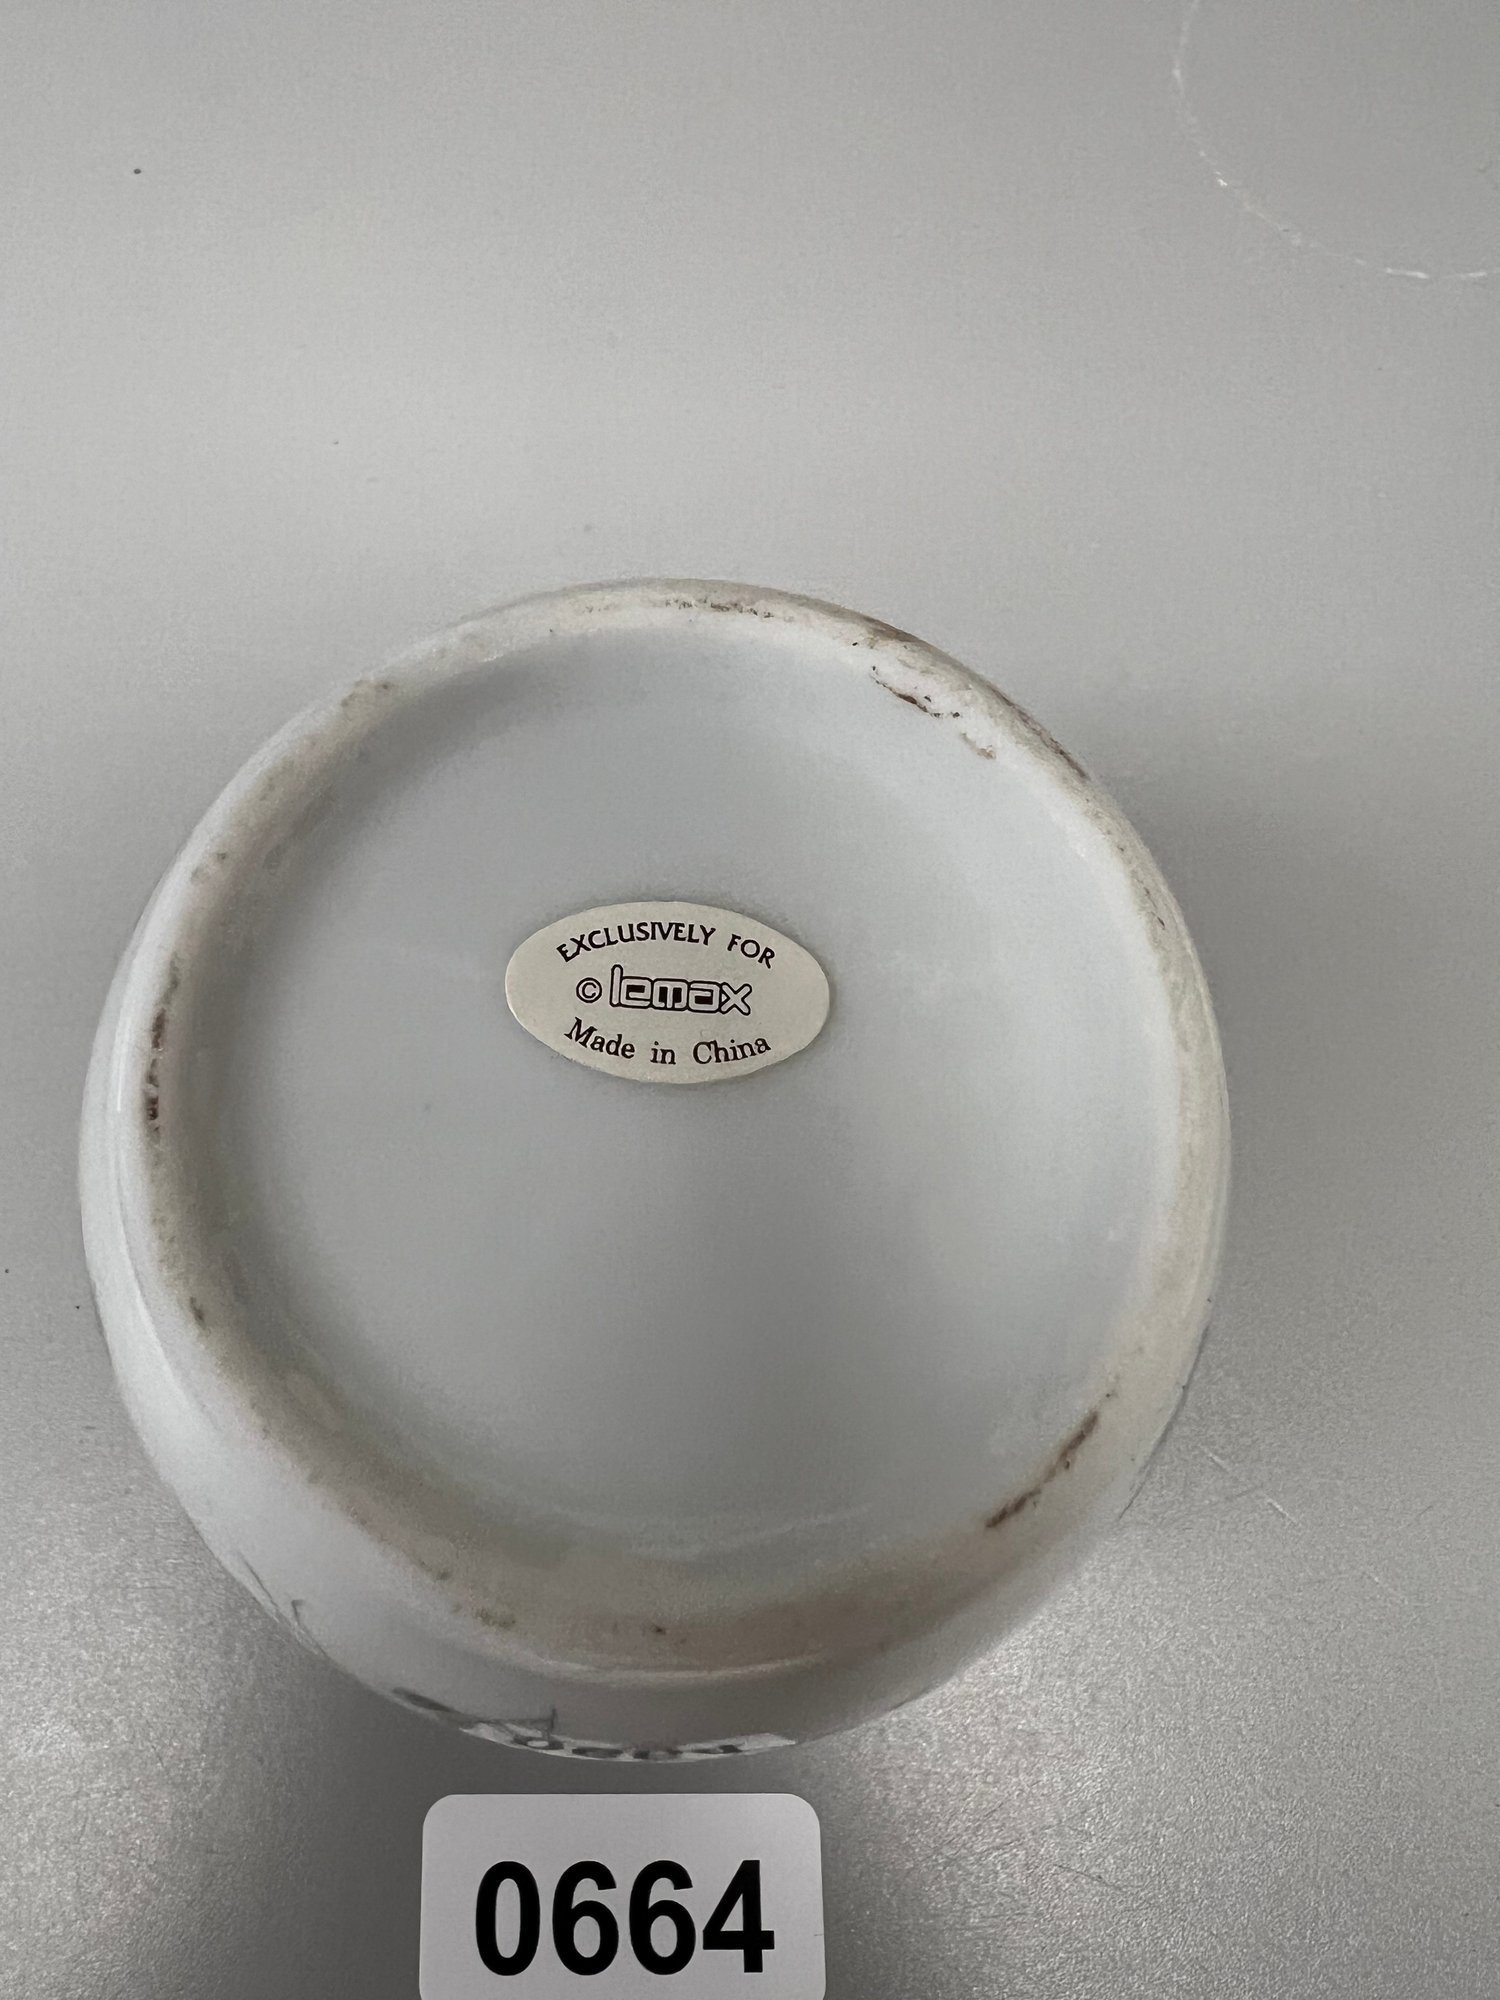 EXCLUSIVELY FOR
© lemax
Made in China
0664